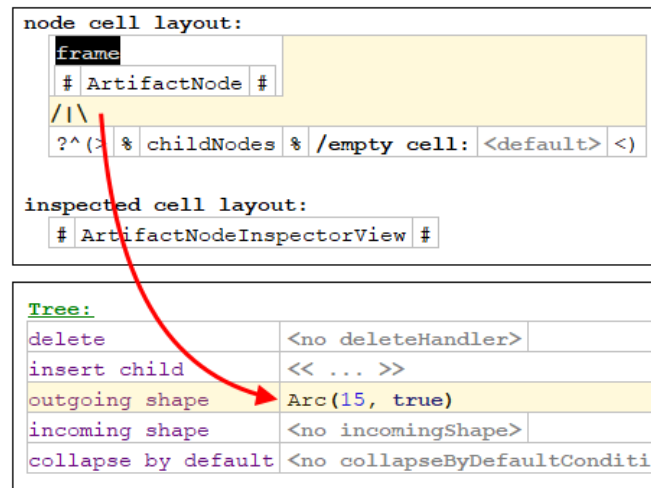 node cell layout:
frame
# ArtifactNode #
/|\
?^(> % childNodes % /empty cell: <default> <)
inspected cell layout:
# ArtifactNodeInspectorView #
Tree:
delete <no deleteHandler>
insert child << ... >>
outgoing shape Arc(15, true)
incoming shape <no incomingShape>
collapse by default <no collapseByDefaultConditi